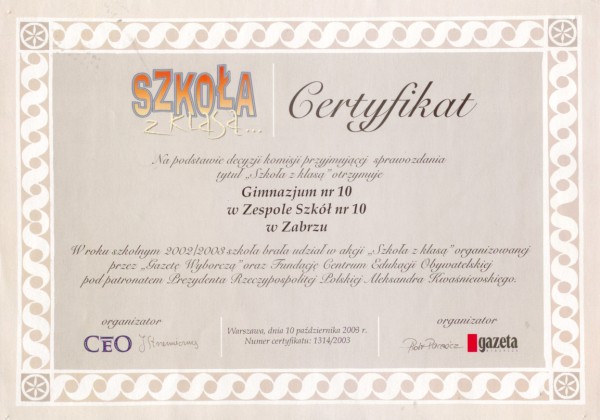 SZKOŁA
z klasą...
Certyfikat
Na podstawie decyzji komisji przyjmującej sprawozdania
tytuł „Szkoła z klasą” otrzymuje
Gimnazjum nr 10
w Zespole Szkół nr 10
w Zabrzu
W roku szkolnym 2002/2003 szkoła brała udział w akcji „Szkoła z klasą” organizowanej
przez „Gazetę Wyborczą” oraz Fundację Centrum Edukacji Obywatelskiej
pod patronatem Prezydenta Rzeczypospolitej Polskiej Aleksandra Kwaśniewskiego.
organizator
CEO
Warszawa, dnia 10 października 2003 r.
Numer certyfikatu: 1314/2003
organizator
gazeta